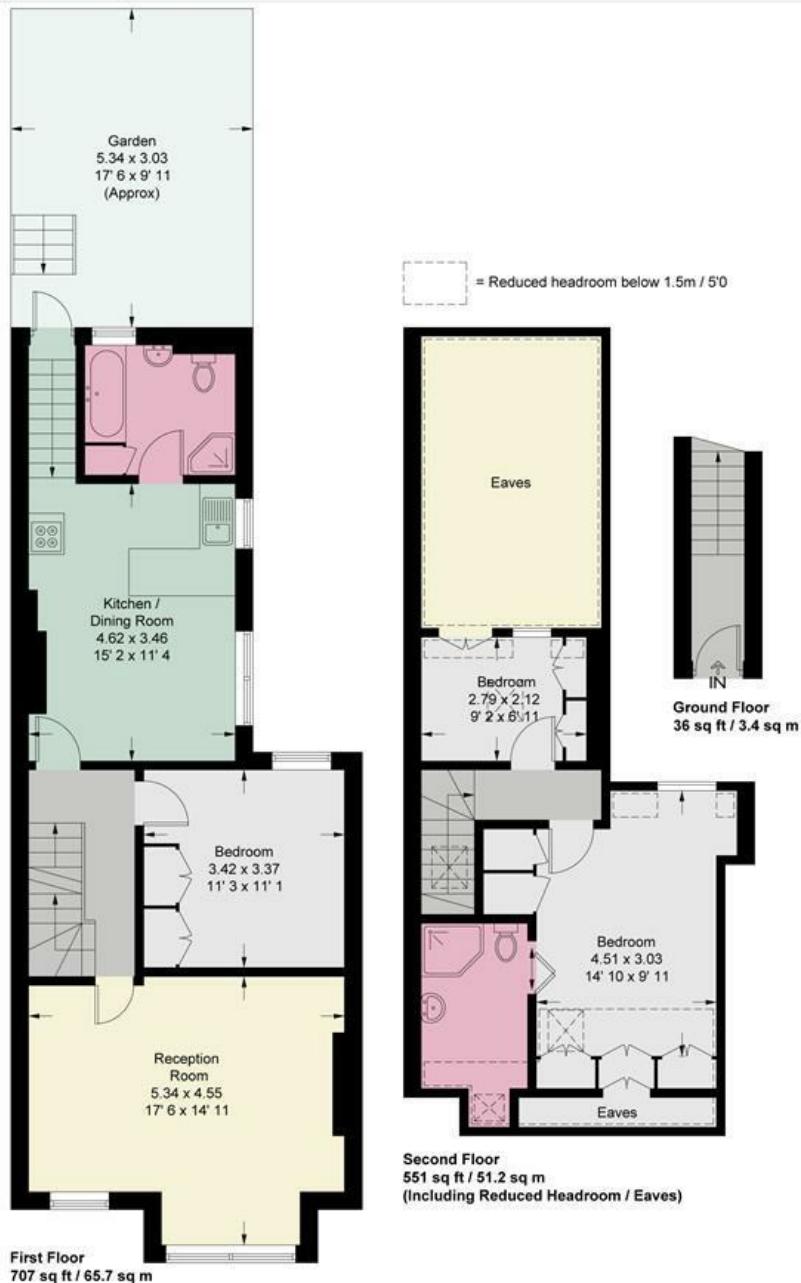 Garden
5.34 x 3.03
17' 6 x 9' 11
(Approx)
= Reduced headroom below 1.5m / 5'0
Eaves
Kitchen /
Dining Room
4.62 x 3.46
15' 2 x 11' 4
IN
Ground Floor
36 sq ft / 3.4 sq m
Bedroom
2.79 x 2.12
9' 2 x 6' 11
Bedroom
3.42 x 3.37
11' 3 x 11' 1
Bedroom
4.51 x 3.03
14' 10 x 9' 11
Reception
Room
5.34 x 4.55
17' 6 x 14' 11
Eaves
Second Floor
551 sq ft / 51.2 sq m
(Including Reduced Headroom / Eaves)
First Floor
707 sq ft / 65.7 sq m